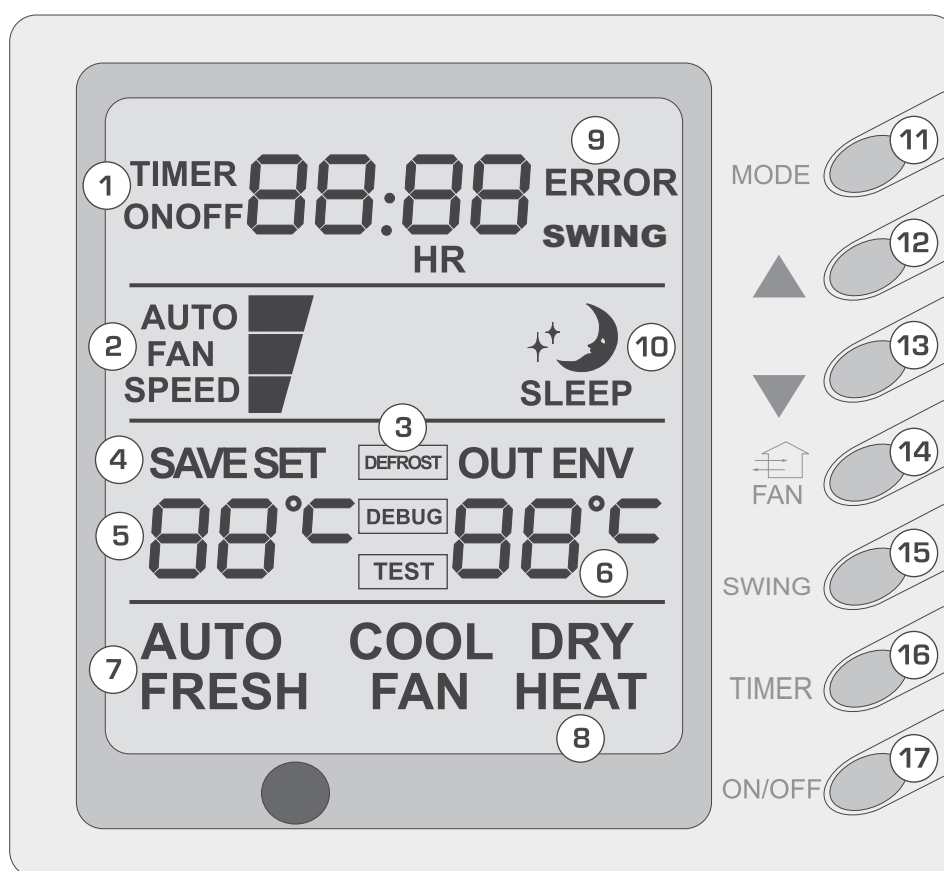 1
TIMER
ONOFF
88:88
HR
9
ERROR
SWING
2
AUTO
FAN
SPEED
10
SLEEP
3
4
SAVE SET
DEFROST
OUT ENV
5
88°C
DEBUG
TEST
88°C
6
7
AUTO COOL DRY
FRESH FAN HEAT
8
MODE 11
12
13
14
FAN
SWING 15
TIMER 16
ON/OFF 17